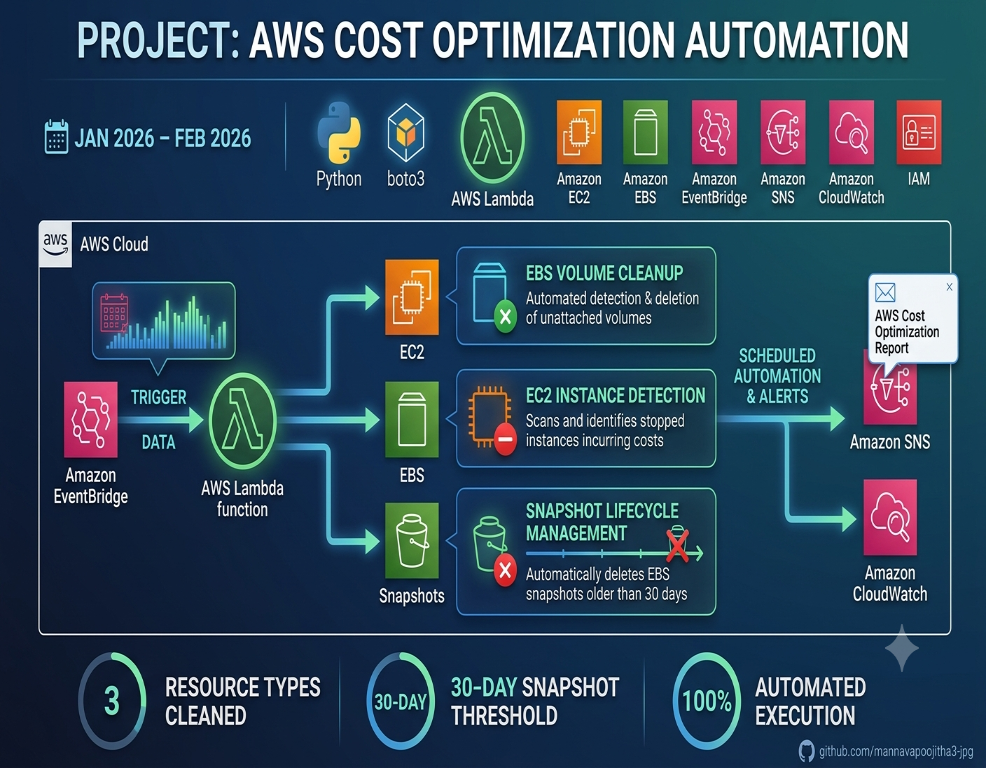 PROJECT: AWS COST OPTIMIZATION AUTOMATION
JAN 2026 – FEB 2026
Python
boto3
AWS Lambda
Amazon
EC2
Amazon
EBS
Amazon
EventBridge
Amazon
SNS
Amazon
CloudWatch
IAM
aws
AWS Cloud
TRIGGER
DATA
Amazon
EventBridge
AWS Lambda
function
EC2
EBS VOLUME CLEANUP
Automated detection & deletion
of unattached volumes
EBS
EC2 INSTANCE DETECTION
Scans and identifies stopped
instances incurring costs
Snapshots
SNAPSHOT LIFECYCLE
MANAGEMENT
Automatically deletes EBS
snapshots older than 30 days
SCHEDULED
AUTOMATION
& ALERTS
x
AWS Cost
Optimization
Report
Amazon SNS
Amazon
CloudWatch
3
RESOURCE TYPES
CLEANED
30-DAY
30-DAY SNAPSHOT
THRESHOLD
100%
AUTOMATED
EXECUTION
github.com/mannavapoojitha3-jpg